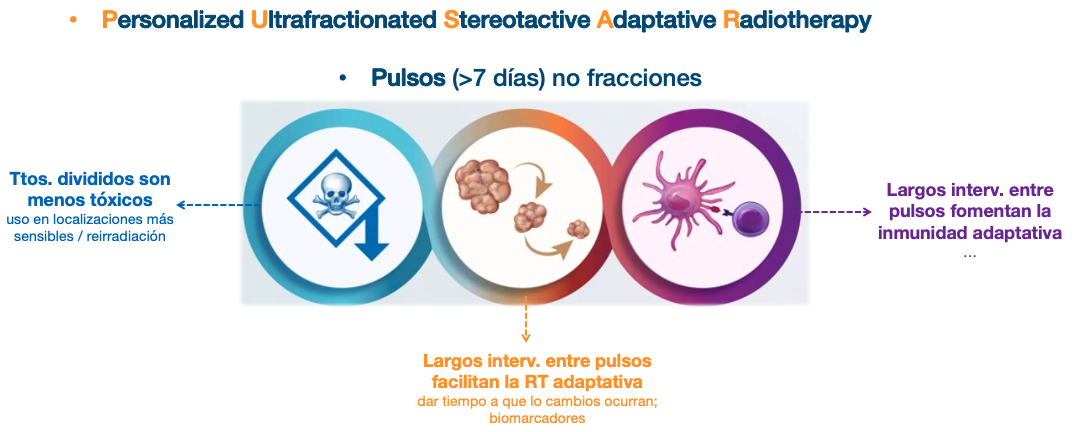 • Personalized Ultrafractionated Stereotactive Adaptative Radiotherapy
• Pulsos (>7 días) no fracciones
Ttos. divididos son
menos tóxicos
uso en localizaciones más
sensibles / reirradiación
Largos interv. entre
pulsos fomentan la
inmunidad adaptativa
...
Largos interv. entre pulsos
facilitan la RT adaptativa
dar tiempo a que lo cambios ocurran;
biomarcadores